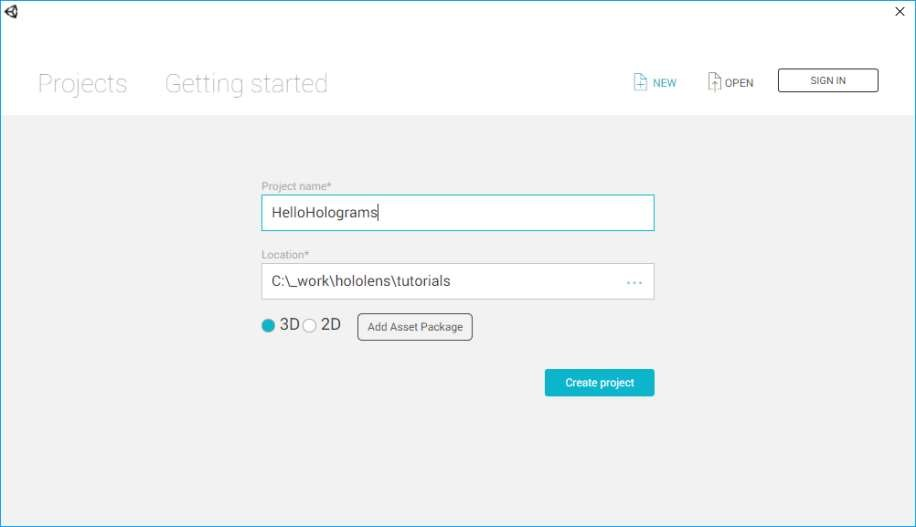 Projects Getting started NEW OPEN SIGN IN
Project name*
HelloHolograms
Location*
C:\_work\hololens\tutorials ...
3D 2D Add Asset Package
Create project